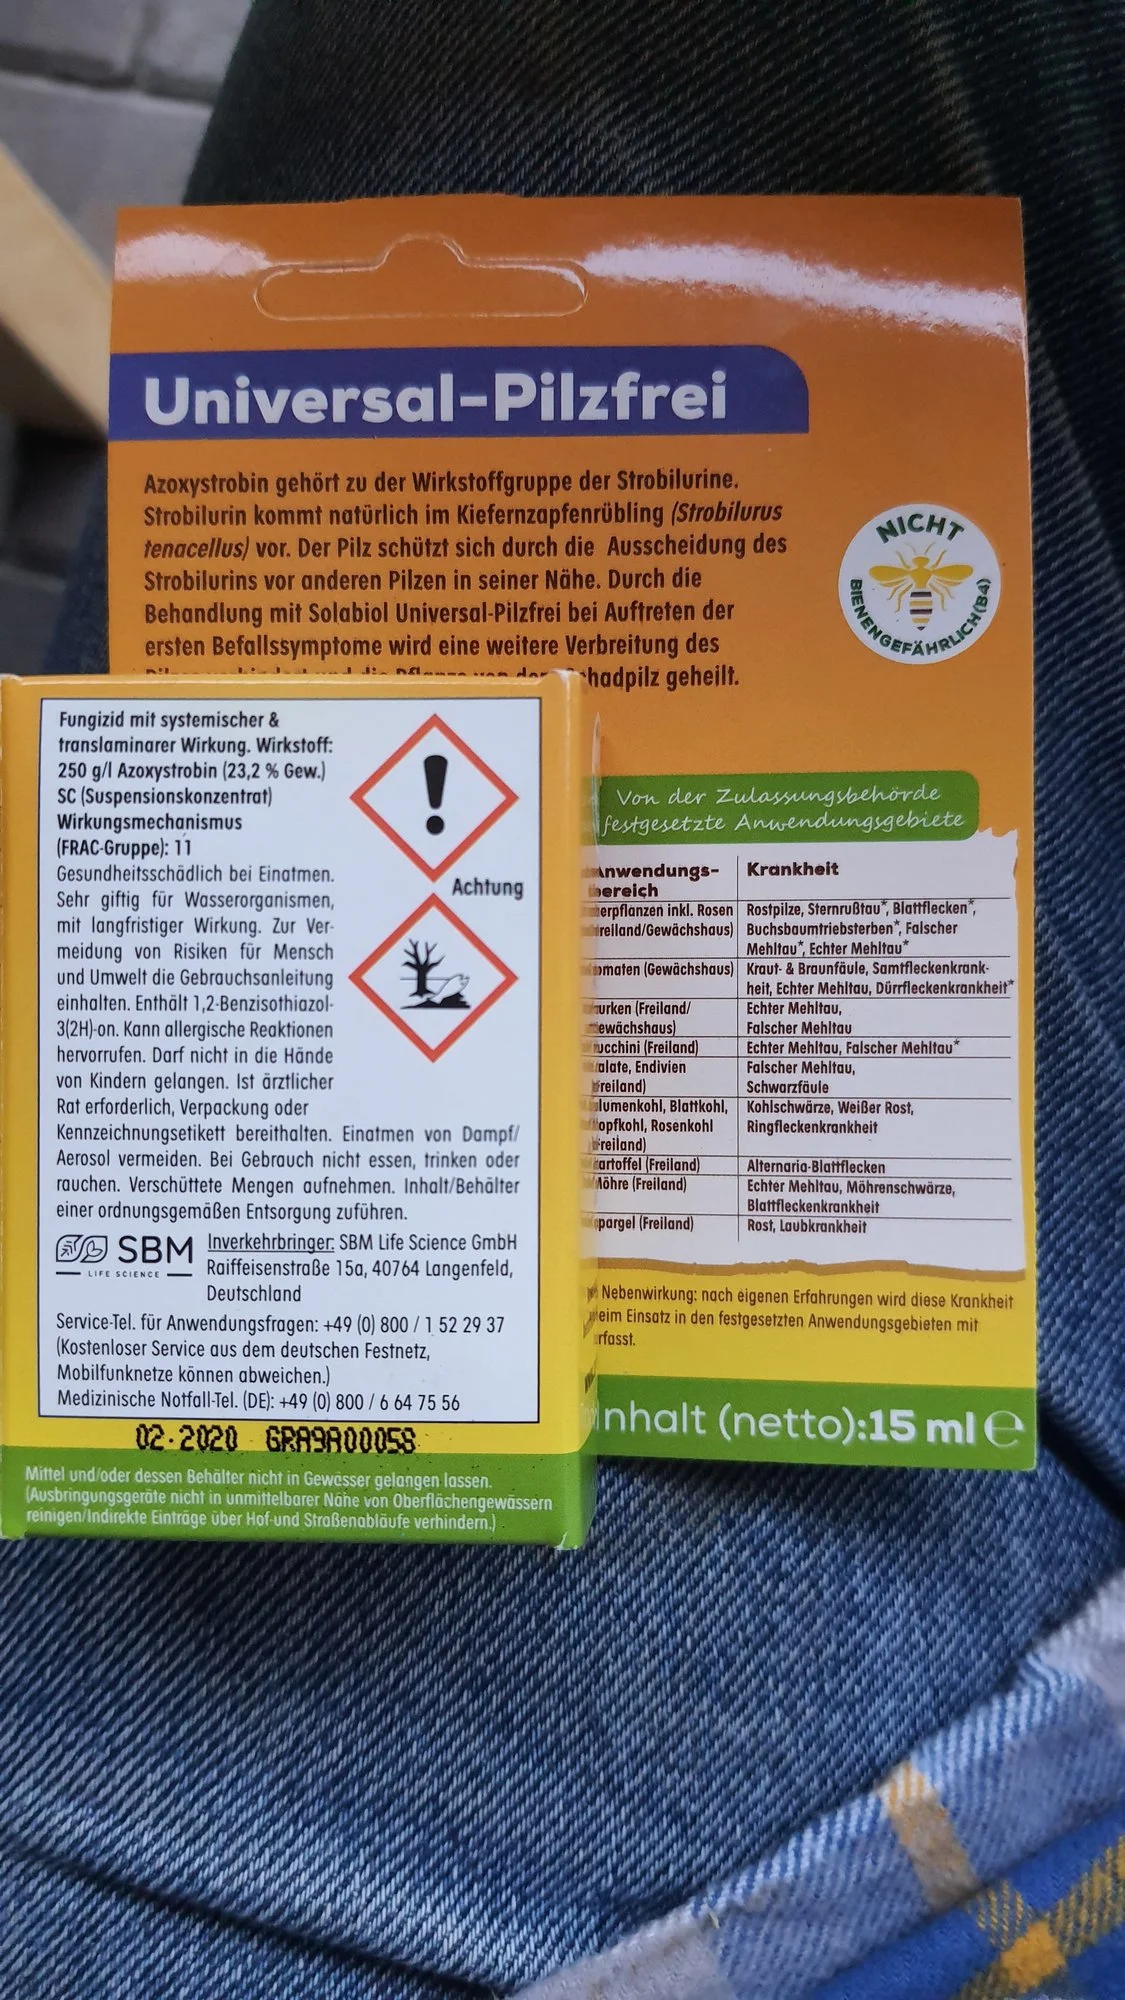 Universal-Pilzfrei
Azoxystrobin gehört zu der Wirkstoffgruppe der Strobilurine.
Strobilurin kommt natürlich im Kiefernzapfenrübling (Strobilurus
tenacellus) vor. Der Pilz schützt sich durch die Ausscheidung des
Strobilurins vor anderen Pilzen in seiner Nähe. Durch die
Behandlung mit Solabiol Universal-Pilzfrei bei Auftreten der
ersten Befallssymptome wird eine weitere Verbreitung des
geheilt.
NICHT
BIENENGEFÄHRLICH(B4)
Fungizid mit systemischer &
translaminarer Wirkung. Wirkstoff:
250 g/l Azoxystrobin (23,2 % Gew.)
SC (Suspensionskonzentrat)
Wirkungsmechanismus
(FRAC-Gruppe): 11
Gesundheitsschädlich bei Einatmen.
Sehr giftig für Wasserorganismen,
mit langfristiger Wirkung. Zur Ver-
meidung von Risiken für Mensch
und Umwelt die Gebrauchsanleitung
einhalten. Enthält 1,2-Benzisothiazol-
3(2H)-on. Kann allergische Reaktionen
hervorrufen. Darf nicht in die Hände
von Kindern gelangen. Ist ärztlicher
Rat erforderlich, Verpackung oder
Kennzeichnungsetikett bereithalten. Einatmen von Dampf/
Aerosol vermeiden. Bei Gebrauch nicht essen, trinken oder
rauchen. Verschüttete Mengen aufnehmen. Inhalt/Behälter
einer ordnungsgemäßen Entsorgung zuführen.
Achtung
SBM
LIFE SCIENCE
Inverkehrbringer: SBM Life Science GmbH
Raiffeisenstraße 15a, 40764 Langenfeld,
Deutschland
Service-Tel. für Anwendungsfragen: +49 (0) 800 / 1 52 29 37
(Kostenloser Service aus dem deutschen Festnetz,
Mobilfunknetze können abweichen.)
Medizinische Notfall-Tel. (DE): +49 (0) 800 / 6 64 75 56
02.2020 GRA9A0005S
Mittel und/oder dessen Behälter nicht in Gewässer gelangen lassen.
(Ausbringungsgeräte nicht in unmittelbarer Nähe von Oberflächengewässern
reinigen/Indirekte Einträge über Hof-und Straßenabläufe verhindern.)
Von der Zulassungsbehörde
festgesetzte Anwendungsgebiete
Krankheit
inkl. Rosen
Rostpilze, Sternrußtau*, Blattflecken*,
Buchsbaumtriebsterben*, Falscher
Mehltau*, Echter Mehltau*
(Gewächshaus)
Kraut- & Braunfäule, Samtfleckenkrank-
heit, Echter Mehltau, Dürrfleckenkrankheit*
(Freiland/
Echter Mehltau,
Falscher Mehltau
(Freiland)
Echter Mehltau, Falscher Mehltau*
Endivien
Falscher Mehltau,
Schwarzfäule
Blattkohl,
Rosenkohl
Kohlschwärze, Weißer Rost,
Ringfleckenkrankheit
(Freiland)
Alternaria-Blattflecken
Möhre (Freiland)
Echter Mehltau, Möhrenschwärze,
Blattfleckenkrankheit
(Freiland)
Rost, Laubkrankheit
Nebenwirkung: nach eigenen Erfahrungen wird diese Krankheit
Einsatz in den festgesetzten Anwendungsgebieten mit
Inhalt (netto):15 ml ℮